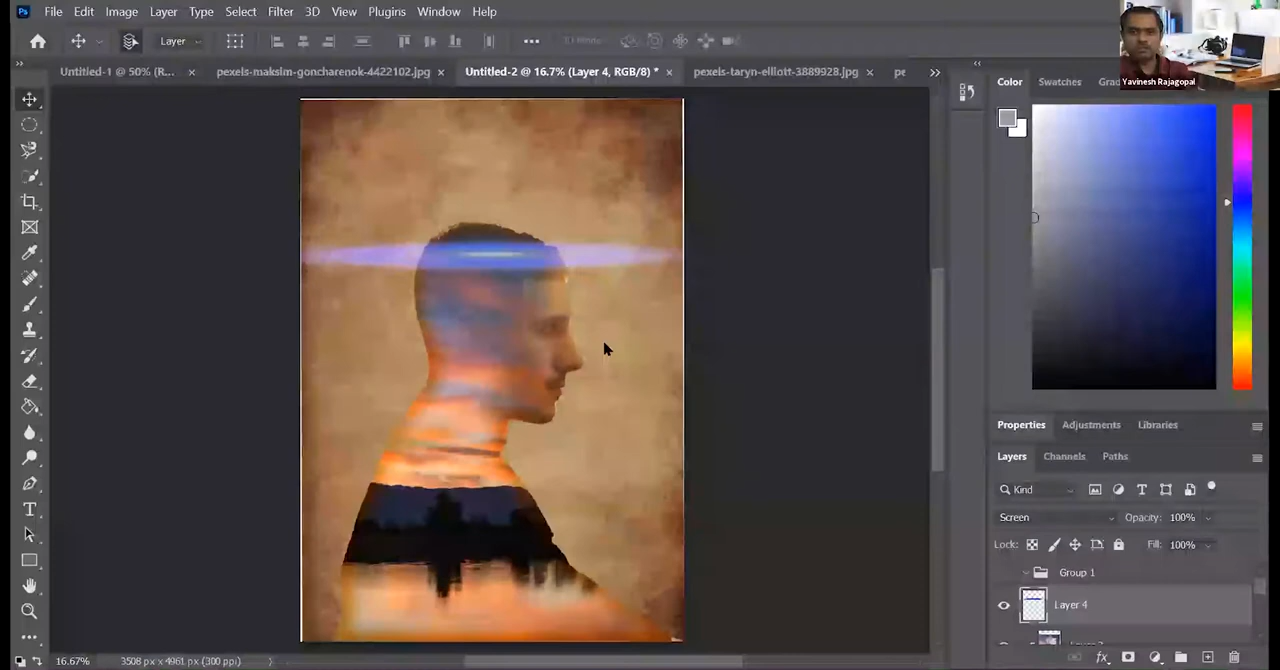 Ps File Edit Image Layer Type Select Filter 3D View Plugins Window Help
Layer
Untitled-1 @ 50% (R... × pexels-maksim-goncharenok-4422102.jpg × Untitled-2 @ 16.7% (Layer 4, RGB/8) * × pexels-taryn-elliott-3889928.jpg × pe
Yavinesh Rajagopal
Color Swatches Gra
Properties Adjustments Libraries
Layers Channels Paths
Kind
Screen Opacity: 100%
Lock: Fill: 100%
Group 1
Layer 4
fx
16.67% 3508 px x 4961 px (300 ppi)